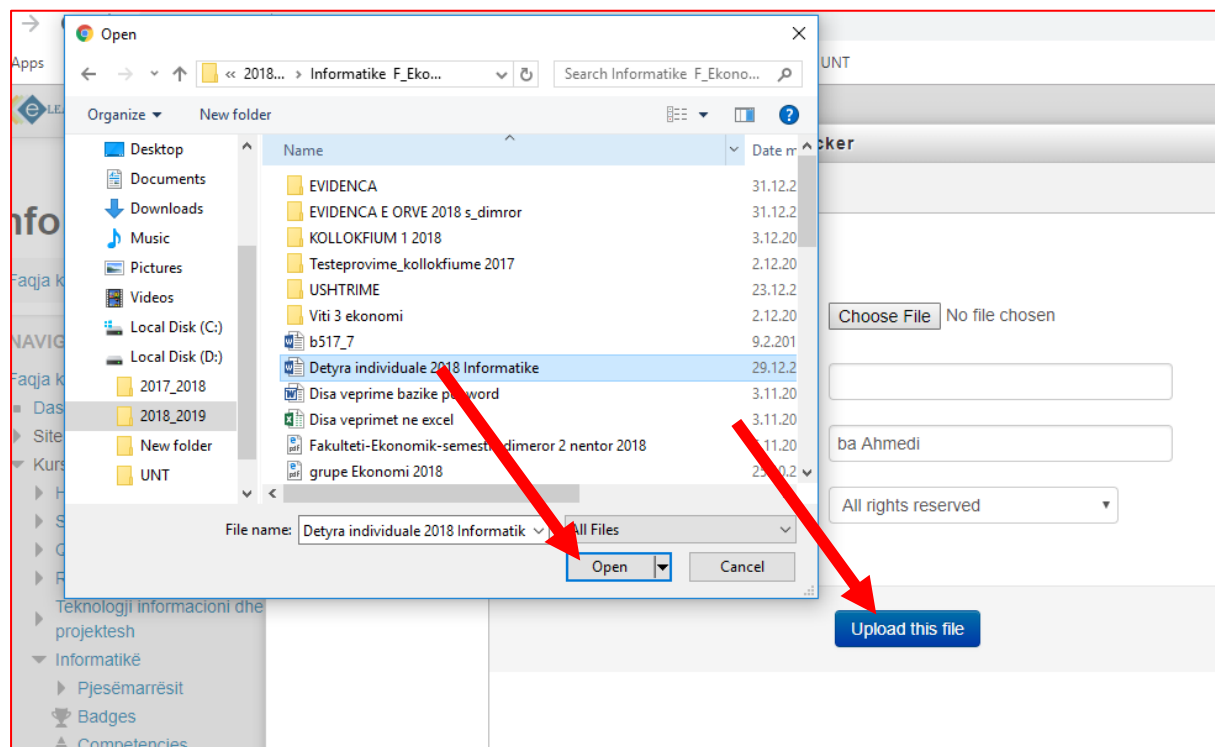 Open
Apps
« 2018... › Informatike F_Eko...
Search Informatike F_Ekono...
UNT
Organize
New folder
Desktop
Documents
Downloads
Music
Pictures
Videos
Local Disk (C:)
Local Disk (D:)
2017_2018
2018_2019
New folder
UNT
Name Date m
EVIDENCA 31.12.2
EVIDENCA E ORVE 2018 s_dimror 31.12.2
KOLLOKFIUM 1 2018 3.12.20
Testeprovime_kollokfiume 2017 2.12.20
USHTRIME 23.12.2
Viti 3 ekonomi 2.12.20
b517_7 9.2.201
Detyra individuale 2018 Informatike 29.12.2
Disa veprime bazike word 3.11.20
Disa veprimet ne excel 3.11.20
Fakulteti-Ekonomik-semest dimeror 2 nentor 2018 .11.20
grupe Ekonomi 2018
File name: Detyra individuale 2018 Informatik
All Files
Open
Cancel
cker
Choose File No file chosen
ba Ahmedi
All rights reserved
Upload this file
e LE
nfo
Faqja k
NAVIG
Faqja k
Das
Site
Kurs
H
S
R
Teknologji informacioni dhe
projektesh
Informatikë
Pjesëmarrësit
Badges
Competencies